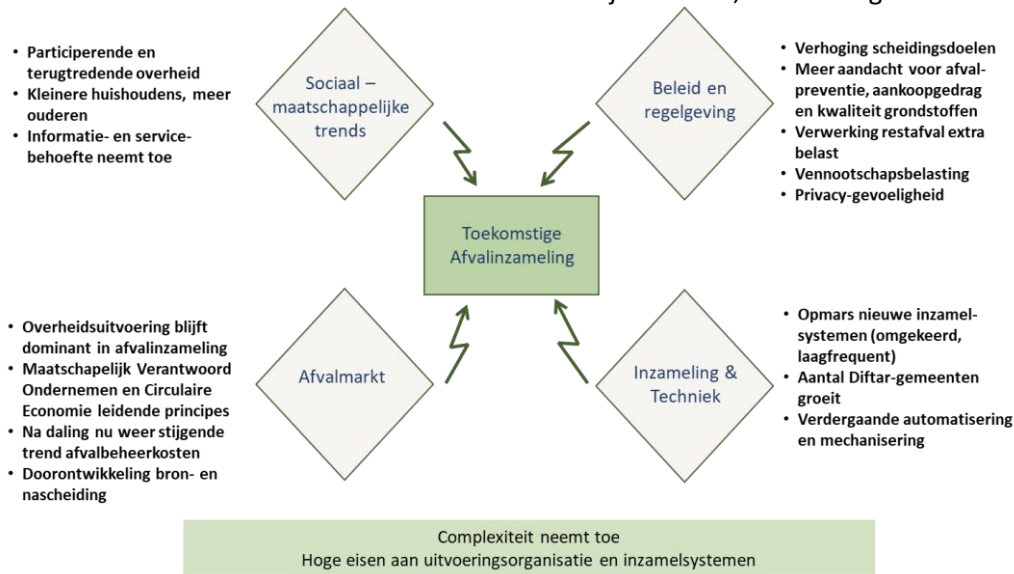 • Participerende en
terugtredende overheid
• Kleinere huishoudens, meer
ouderen
• Informatie- en service-
behoefte neemt toe
Sociaal –
maatschappelijke
trends
Beleid en
regelgeving
• Verhoging scheidingsdoelen
• Meer aandacht voor afval-
preventie, aankoopgedrag
en kwaliteit grondstoffen
• Verwerking restafval extra
belast
• Vennootschapsbelasting
• Privacy-gevoeligheid
Toekomstige
Afvalinzameling
• Overheidsuitvoering blijft
dominant in afvalinzameling
• Maatschapelijk Verantwoord
Ondernemen en Circulaire
Economie leidende principes
• Na daling nu weer stijgende
trend afvalbeheerkosten
• Doorontwikkeling bron- en
nascheiding
Afvalmarkt
Inzameling &
Techniek
• Opmars nieuwe inzamel-
systemen (omgekeerd,
laagfrequent)
• Aantal Diftar-gemeenten
groeit
• Verdergaande automatisering
en mechanisering
Complexiteit neemt toe
Hoge eisen aan uitvoeringsorganisatie en inzamelsystemen